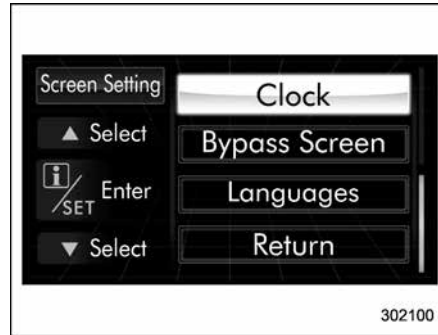 Screen Setting
Clock
▲ Select
Bypass Screen
i/SET Enter
Languages
▼ Select
Return
302100